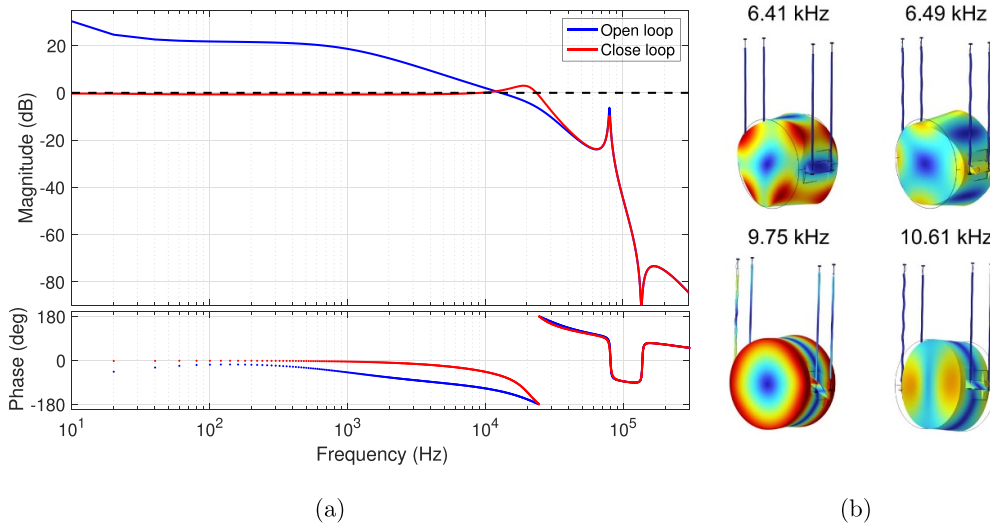 20
0
-20
-40
-60
-80
Magnitude (dB)
Open loop
Close loop
180
0
-180
Phase (deg)
10^1
10^2
10^3
10^4
10^5
Frequency (Hz)
(a)
6.41 kHz
6.49 kHz
9.75 kHz
10.61 kHz
(b)